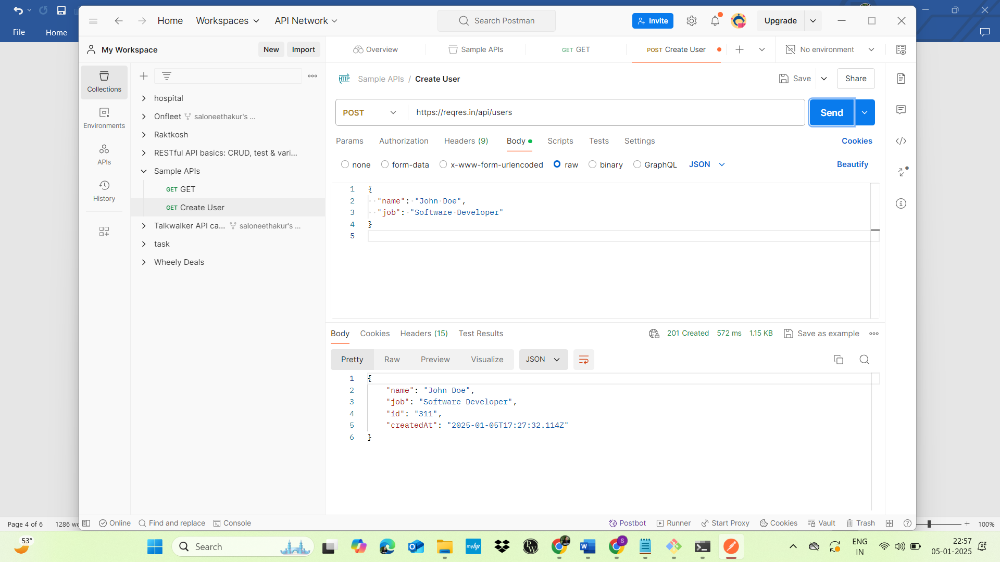 File
Home
Home
Workspaces
API Network
Search Postman
Invite
Upgrade
My Workspace
New
Import
Overview
Sample APIs
GET GET
POST Create User
No environment
Collections
Environments
APIs
History
hospital
Onfleet saloneethakur's ...
Raktkosh
RESTful API basics: CRUD, test & vari...
Sample APIs
GET GET
GET Create User
Talkwalker API ca... saloneethakur's ...
task
Wheely Deals
HTTP Sample APIs / Create User
Save
Share
POST
https://reqres.in/api/users
Send
Params
Authorization
Headers (9)
Body
Scripts
Tests
Settings
Cookies
none
form-data
x-www-form-urlencoded
raw
binary
GraphQL
JSON
Beautify
1 {
2 "name": "John Doe",
3 "job": "Software Developer"
4 }
5
Body
Cookies
Headers (15)
Test Results
201 Created
572 ms
1.15 KB
Save as example
Pretty
Raw
Preview
Visualize
JSON
1 {
2 "name": "John Doe",
3 "job": "Software Developer",
4 "id": "311",
5 "createdAt": "2025-01-05T17:27:32.114Z"
6 }
Page 4 of 6
1286 wo
Online
Find and replace
Console
Postbot
Runner
Start Proxy
Cookies
Vault
Trash
100%
53°
Search
myhp
PW
S
ENG
IN
22:57
05-01-2025